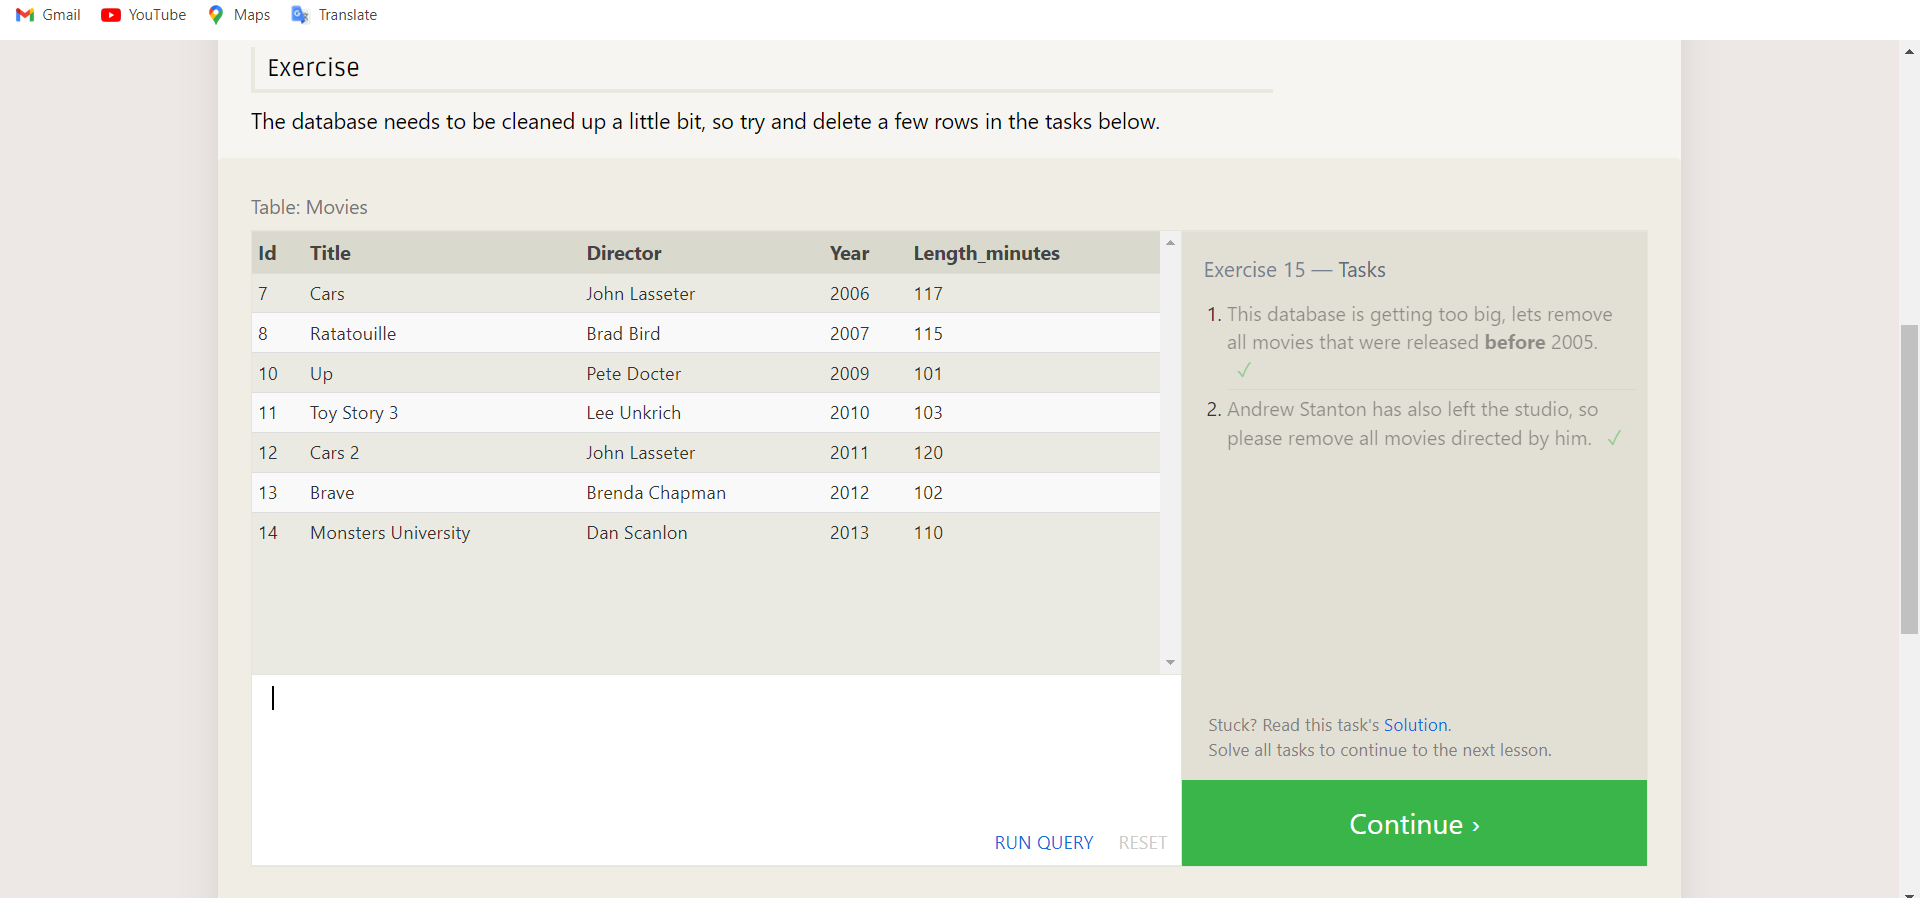 Gmail YouTube Maps Translate
Exercise
The database needs to be cleaned up a little bit, so try and delete a few rows in the tasks below.
Table: Movies
Id Title Director Year Length_minutes
7 Cars John Lasseter 2006 117
8 Ratatouille Brad Bird 2007 115
10 Up Pete Docter 2009 101
11 Toy Story 3 Lee Unkrich 2010 103
12 Cars 2 John Lasseter 2011 120
13 Brave Brenda Chapman 2012 102
14 Monsters University Dan Scanlon 2013 110
RUN QUERY RESET
Exercise 15 — Tasks
1. This database is getting too big, lets remove
all movies that were released before 2005.
✓
2. Andrew Stanton has also left the studio, so
please remove all movies directed by him. ✓
Stuck? Read this task's Solution.
Solve all tasks to continue to the next lesson.
Continue ›